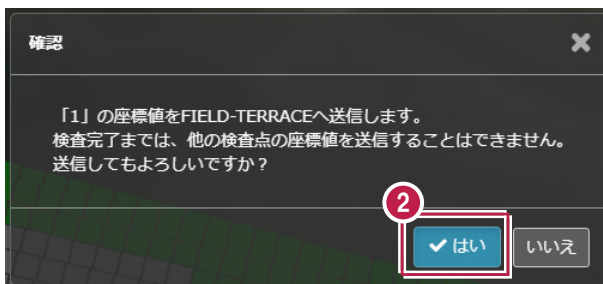 確認
「1」の座標値をFIELD-TERRACEへ送信します。
検査完了までは、他の検査点の座標値を送信することはできません。
送信してもよろしいですか？
2
はい
いいえ